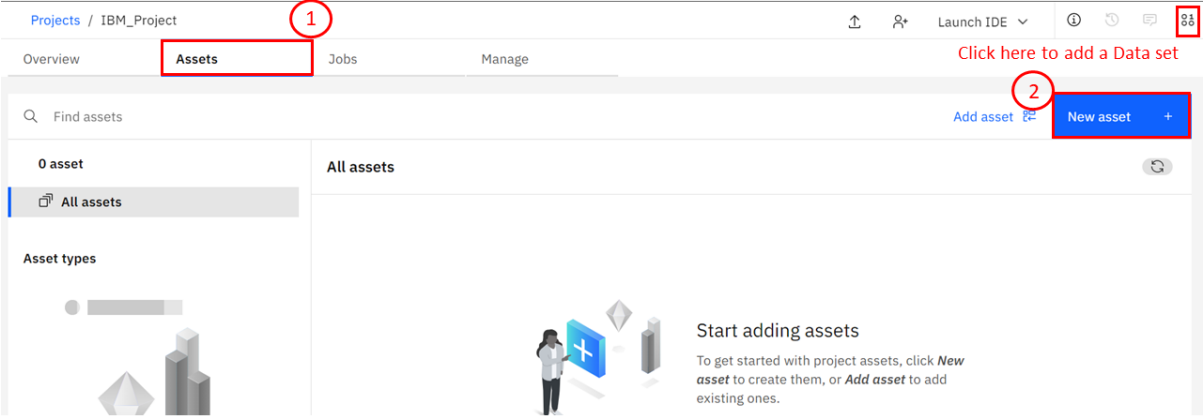 Projects / IBM_Project
1
Launch IDE
Overview
Assets
Jobs
Manage
Click here to add a Data set
2
Find assets
Add asset
New asset +
0 asset
All assets
All assets
Asset types
Start adding assets
To get started with project assets, click New
asset to create them, or Add asset to add
existing ones.